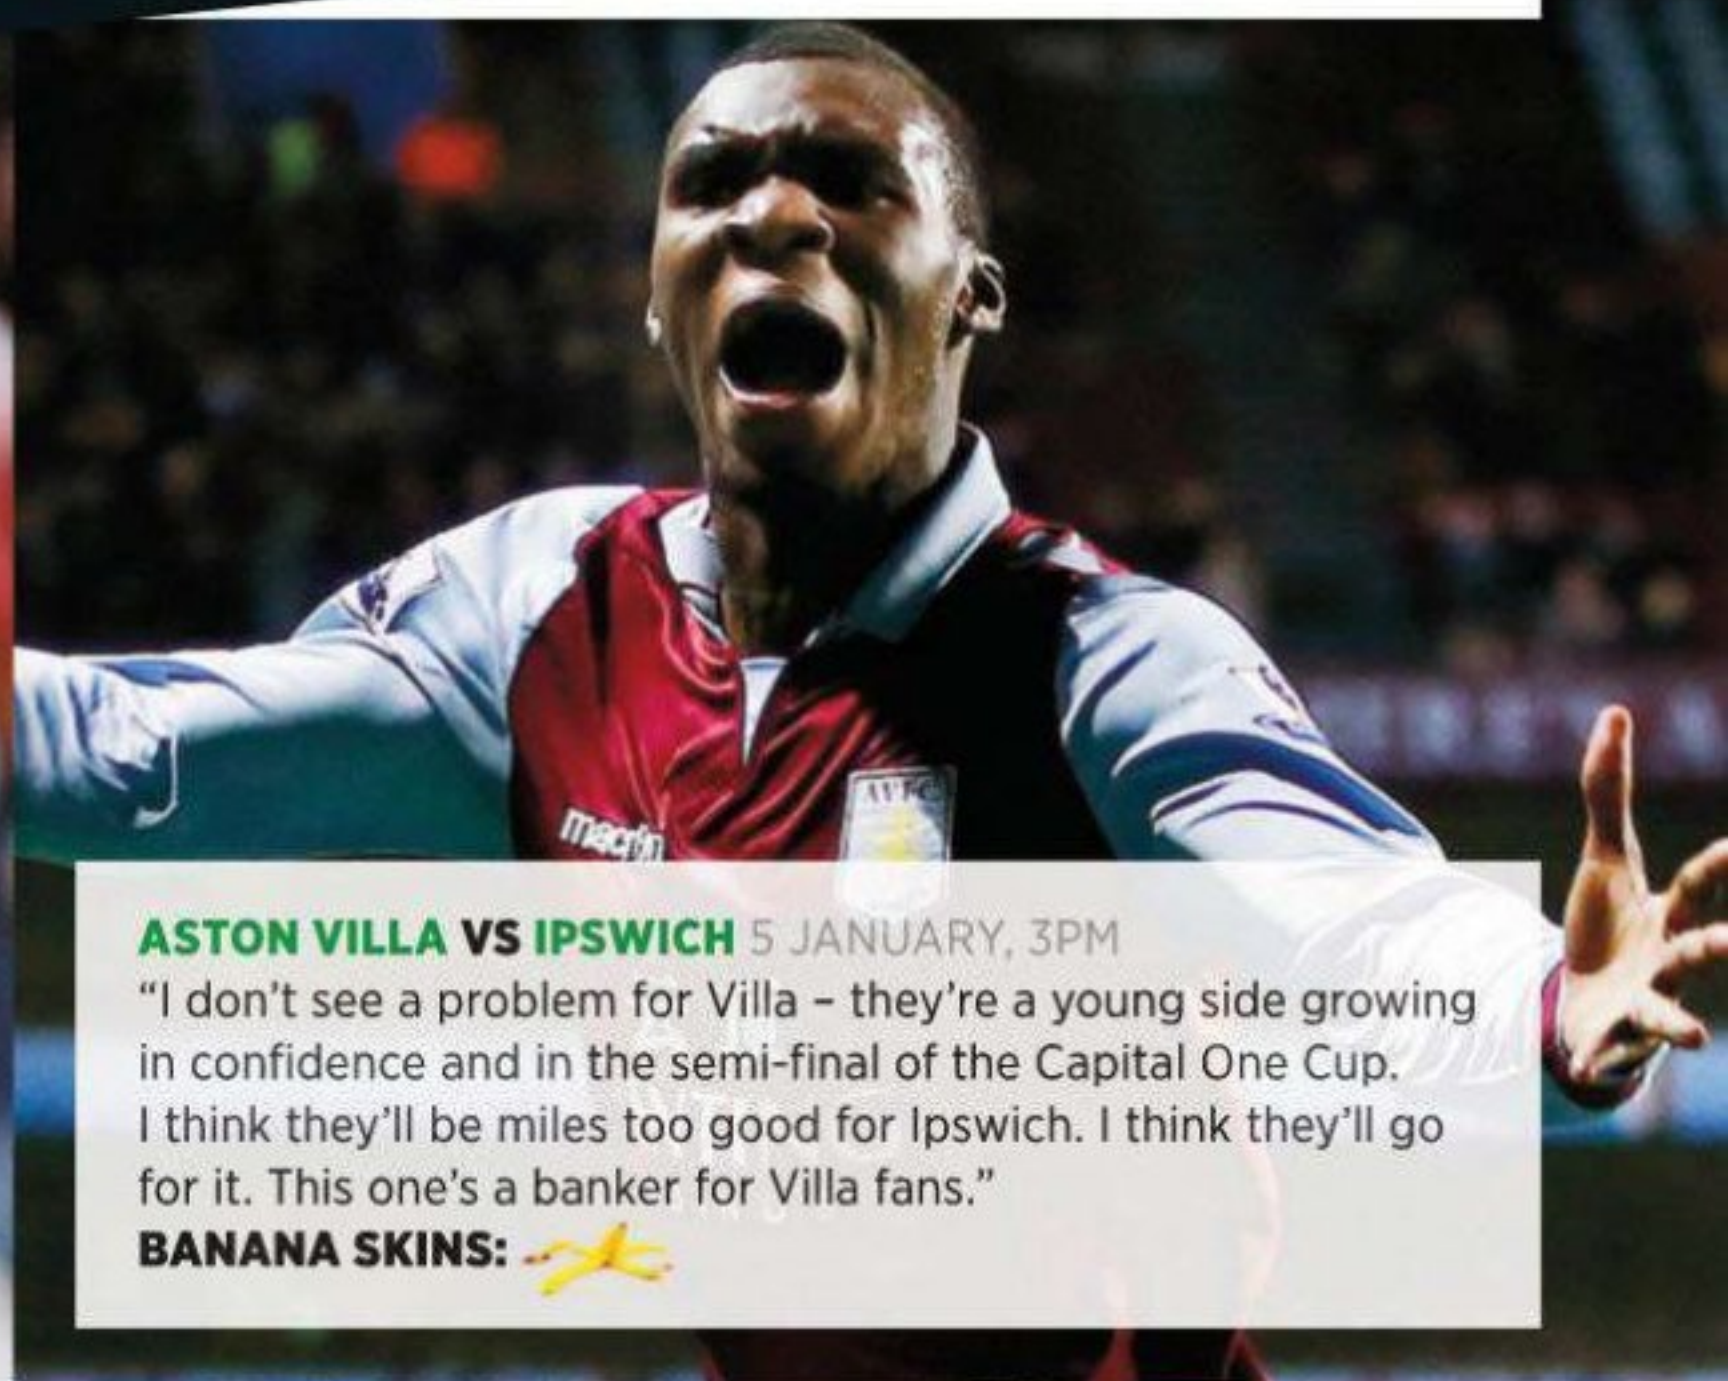 macron
AVFC
ASTON VILLA VS IPSWICH 5 JANUARY, 3PM
“I don't see a problem for Villa – they're a young side growing
in confidence and in the semi-final of the Capital One Cup.
I think they'll be miles too good for Ipswich. I think they'll go
for it. This one's a banker for Villa fans.”
BANANA SKINS: